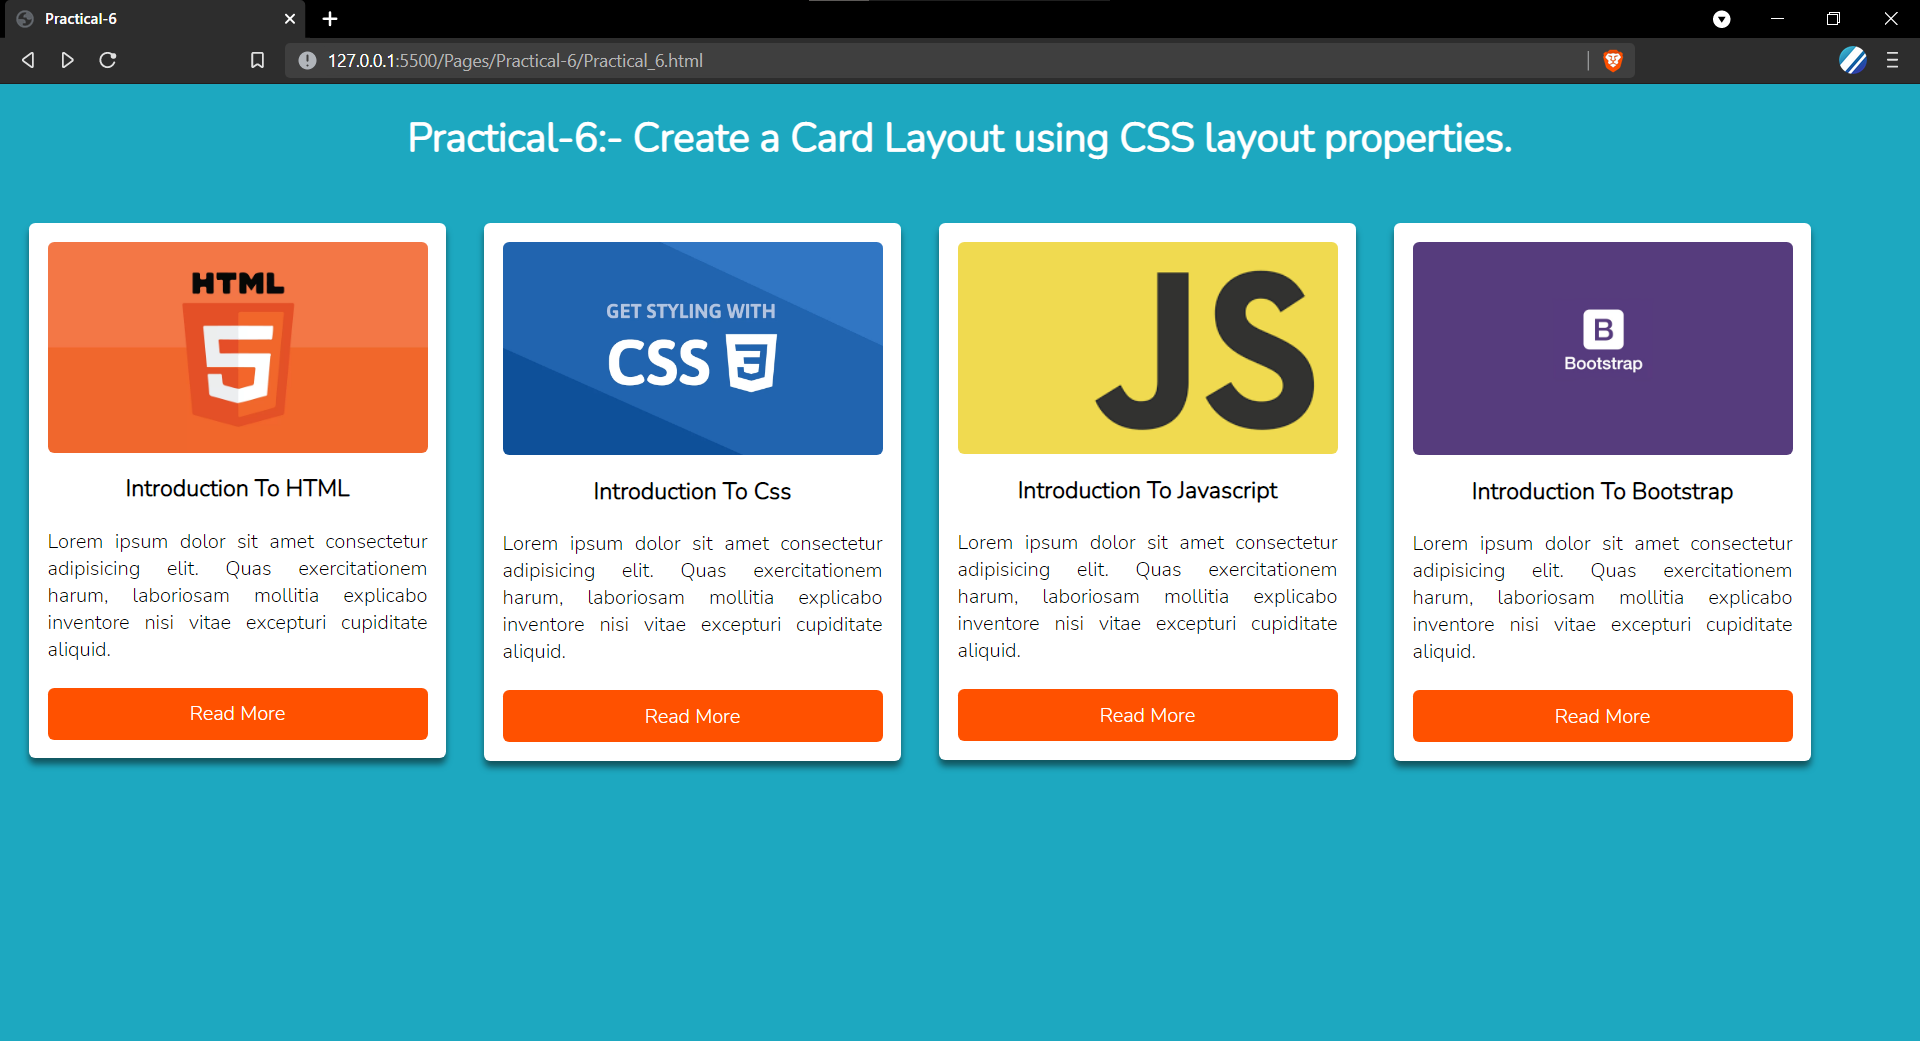 Practical-6
127.0.0.1:5500/Pages/Practical-6/Practical_6.html
Practical-6:- Create a Card Layout using CSS layout properties.
HTML
5
Introduction To HTML
Lorem ipsum dolor sit amet consectetur
adipisicing elit. Quas exercitationem
harum, laboriosam mollitia explicabo
inventore nisi vitae excepturi cupiditate
aliquid.
Read More
GET STYLING WITH
CSS 3
Introduction To Css
Lorem ipsum dolor sit amet consectetur
adipisicing elit. Quas exercitationem
harum, laboriosam mollitia explicabo
inventore nisi vitae excepturi cupiditate
aliquid.
Read More
JS
Introduction To Javascript
Lorem ipsum dolor sit amet consectetur
adipisicing elit. Quas exercitationem
harum, laboriosam mollitia explicabo
inventore nisi vitae excepturi cupiditate
aliquid.
Read More
B
Bootstrap
Introduction To Bootstrap
Lorem ipsum dolor sit amet consectetur
adipisicing elit. Quas exercitationem
harum, laboriosam mollitia explicabo
inventore nisi vitae excepturi cupiditate
aliquid.
Read More